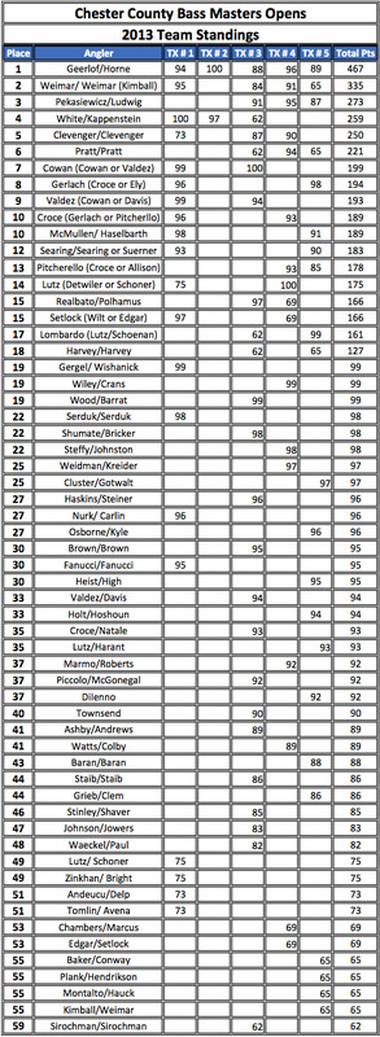 Chester County Bass Masters Opens
2013 Team Standings
Place Angler TX # 1 TX # 2 TX # 3 TX # 4 TX # 5 Total Pts
1 Geerlof/Horne 94 100 88 96 89 467
2 Weimar/ Weimar (Kimball) 95 84 91 65 335
3 Pekasiewicz/Ludwig 91 95 87 273
4 White/Kappenstein 100 97 62 259
5 Clevenger/Clevenger 73 87 90 250
6 Pratt/Pratt 62 94 65 221
7 Cowan (Cowan or Valdez) 99 100 199
8 Gerlach (Croce or Ely) 96 98 194
9 Valdez (Cowan or Davis) 99 94 193
10 Croce (Gerlach or Pitcherllo) 96 93 189
10 McMullen/ Haselbarth 98 91 189
12 Searing/Searing or Suerner 93 90 183
13 Pitcherello (Croce or Allison) 93 85 178
14 Lutz (Detwiler or Schoner) 75 100 175
15 Realbato/Polhamus 97 69 166
15 Setlock (Wilt or Edgar) 97 69 166
17 Lombardo (Lutz/Schoenan) 62 99 161
18 Harvey/Harvey 62 65 127
19 Gergel/ Wishanick 99 99
19 Wiley/Crans 99 99
19 Wood/Barrat 99 99
22 Serduk/Serduk 98 98
22 Shumate/Bricker 98 98
22 Steffy/Johnston 98 98
25 Weidman/Kreider 97 97
25 Cluster/Gotwalt 97 97
27 Haskins/Steiner 96 96
27 Nurk/ Carlin 96 96
27 Osborne/Kyle 96 96
30 Brown/Brown 95 95
30 Fanucci/Fanucci 95 95
30 Heist/High 95 95
33 Valdez/Davis 94 94
33 Holt/Hoshoun 94 94
35 Croce/Natale 93 93
35 Lutz/Harant 93 93
37 Marmo/Roberts 92 92
37 Piccolo/McGonegal 92 92
37 Dilenno 92 92
40 Townsend 90 90
41 Ashby/Andrews 89 89
41 Watts/Colby 89 89
43 Baran/Baran 88 88
44 Staib/Staib 86 86
44 Grieb/Clem 86 86
46 Stinley/Shaver 85 85
47 Johnson/Jowers 83 83
48 Waeckel/Paul 82 82
49 Lutz/ Schoner 75 75
49 Zinkhan/ Bright 75 75
51 Andeucu/Delp 73 73
51 Tomlin/ Avena 73 73
53 Chambers/Marcus 69 69
53 Edgar/Setlock 69 69
55 Baker/Conway 65 65
55 Plank/Hendrikson 65 65
55 Montalto/Hauck 65 65
55 Kimball/Weimar 65 65
59 Sirochman/Sirochman 62 62